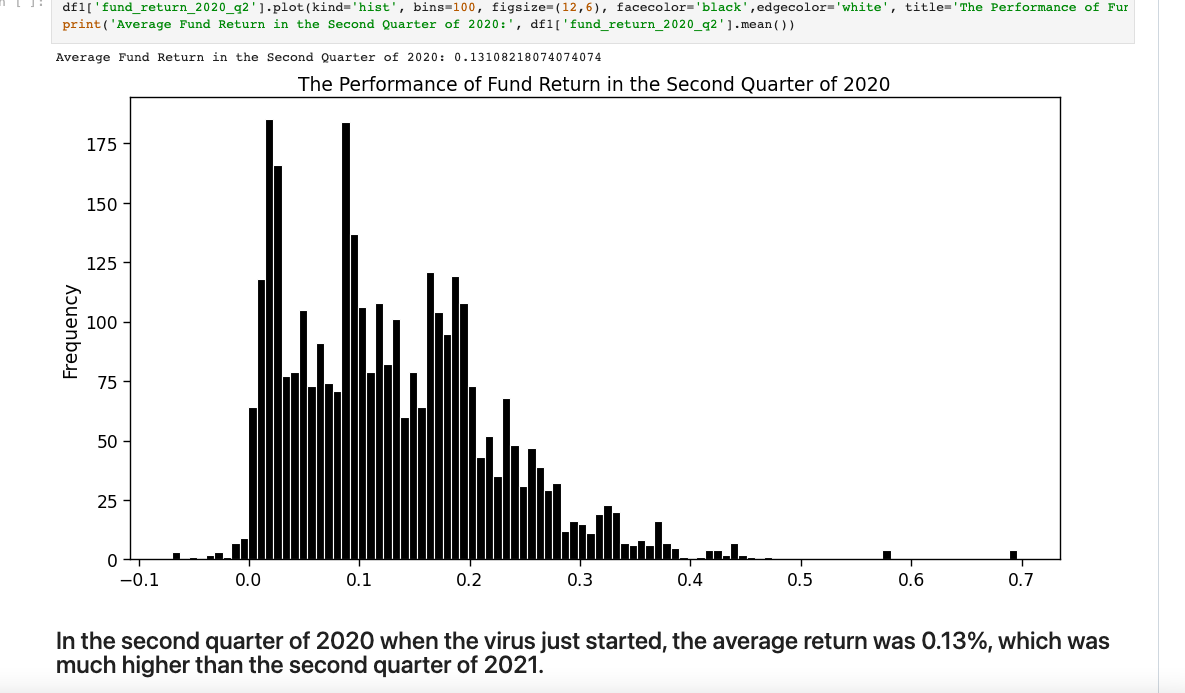 n [ ]:
df1['fund_return_2020_q2'].plot(kind='hist', bins=100, figsize=(12,6), facecolor='black',edgecolor='white', title='The Performance of Fur
print('Average Fund Return in the Second Quarter of 2020:', df1['fund_return_2020_q2'].mean())
Average Fund Return in the Second Quarter of 2020: 0.13108218074074074
The Performance of Fund Return in the Second Quarter of 2020
175
150
125
100
75
50
25
0
Frequency
−0.1 0.0 0.1 0.2 0.3 0.4 0.5 0.6 0.7
In the second quarter of 2020 when the virus just started, the average return was 0.13%, which was
much higher than the second quarter of 2021.